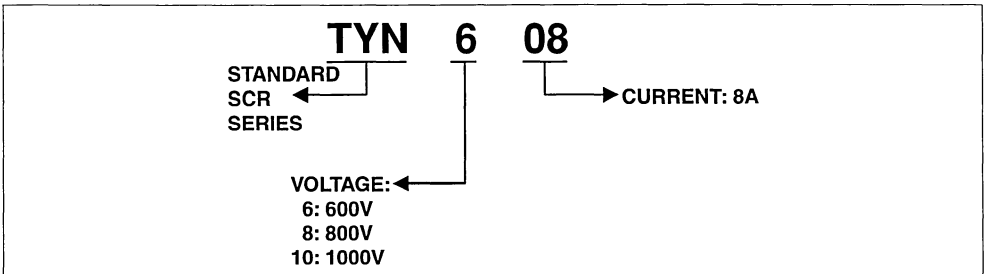 TYN 6 08
STANDARD
SCR
SERIES
CURRENT: 8A
VOLTAGE:
6: 600V
8: 800V
10: 1000V